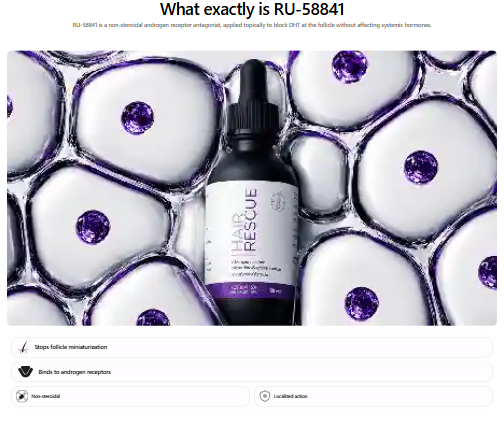 What exactly is RU-58841
RU-58841 is a non-steroidal androgen receptor antagonist, applied topically to block DHT at the follicle without affecting systemic hormones.
HAIR
RESCUE
Stops follicle miniaturization
Binds to androgen receptors
Non-steroidal
Localized action